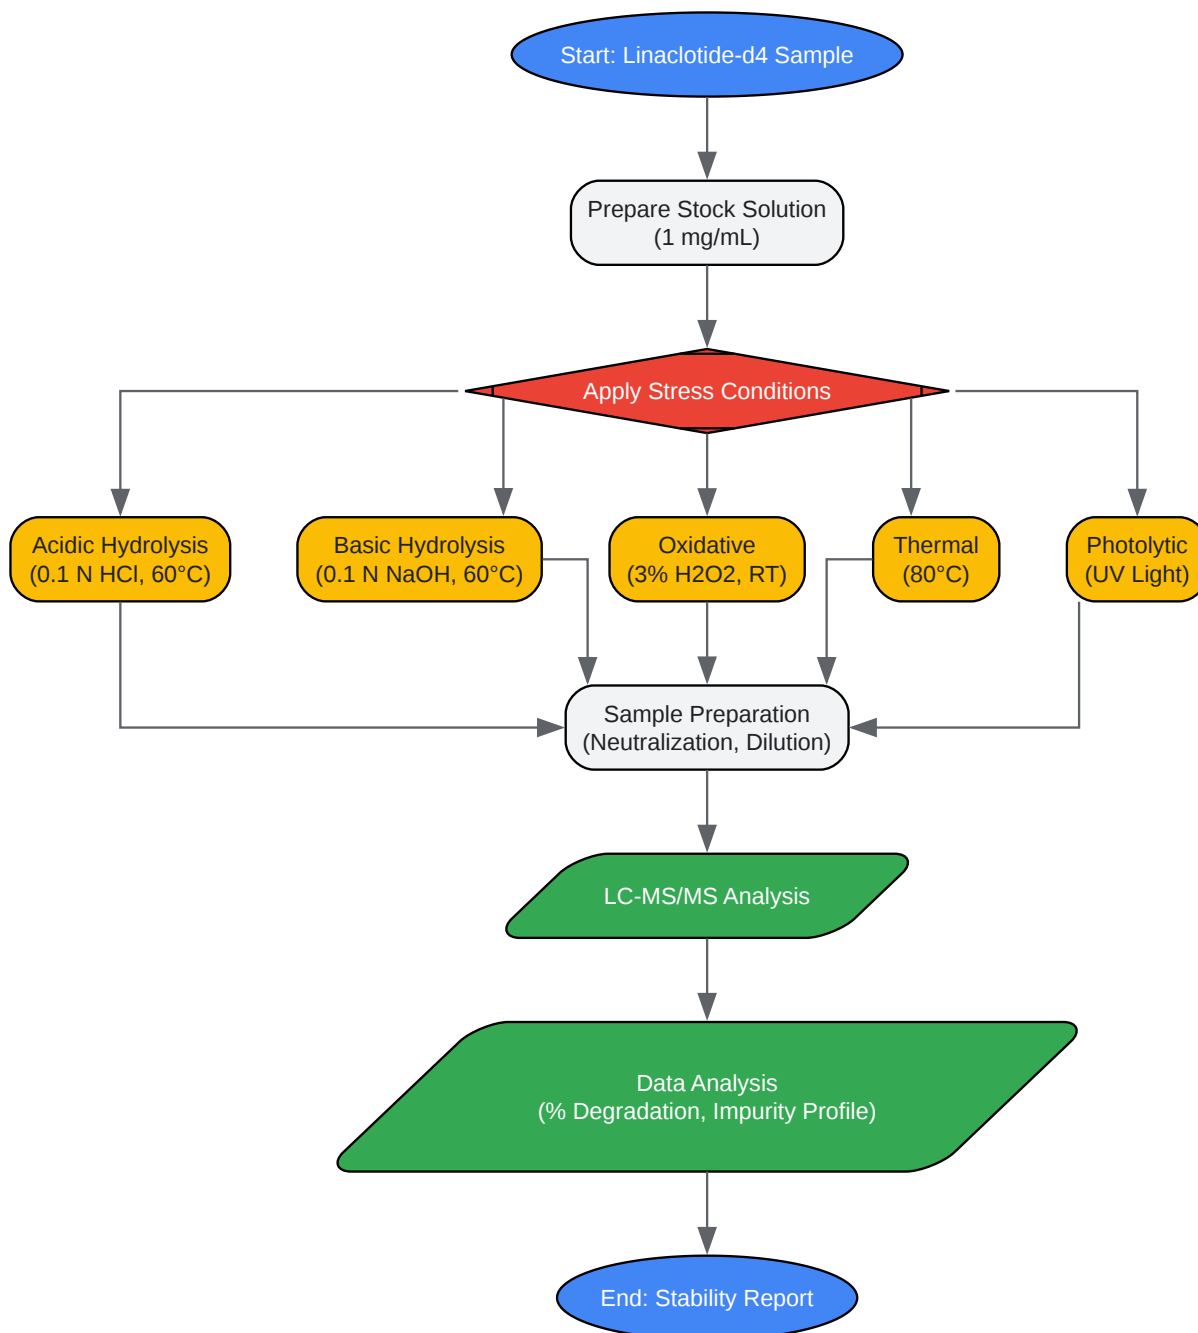 Start: Linaclotide-d4 Sample
Prepare Stock Solution
(1 mg/mL)
Apply Stress Conditions
Acidic Hydrolysis
(0.1 N HCl, 60°C)
Basic Hydrolysis
(0.1 N NaOH, 60°C)
Oxidative
(3% H2O2, RT)
Thermal
(80°C)
Photolytic
(UV Light)
Sample Preparation
(Neutralization, Dilution)
LC-MS/MS Analysis
Data Analysis
(% Degradation, Impurity Profile)
End: Stability Report